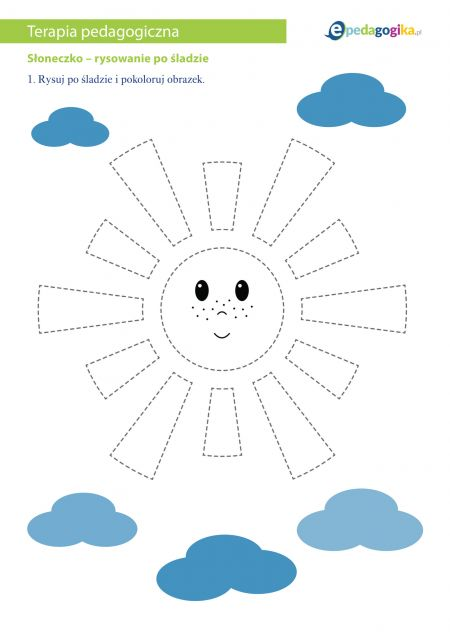 Terapia pedagogiczna
epedagogika.pl
Słoneczko – rysowanie po śladzie
1. Rysuj po śladzie i pokoloruj obrazek.